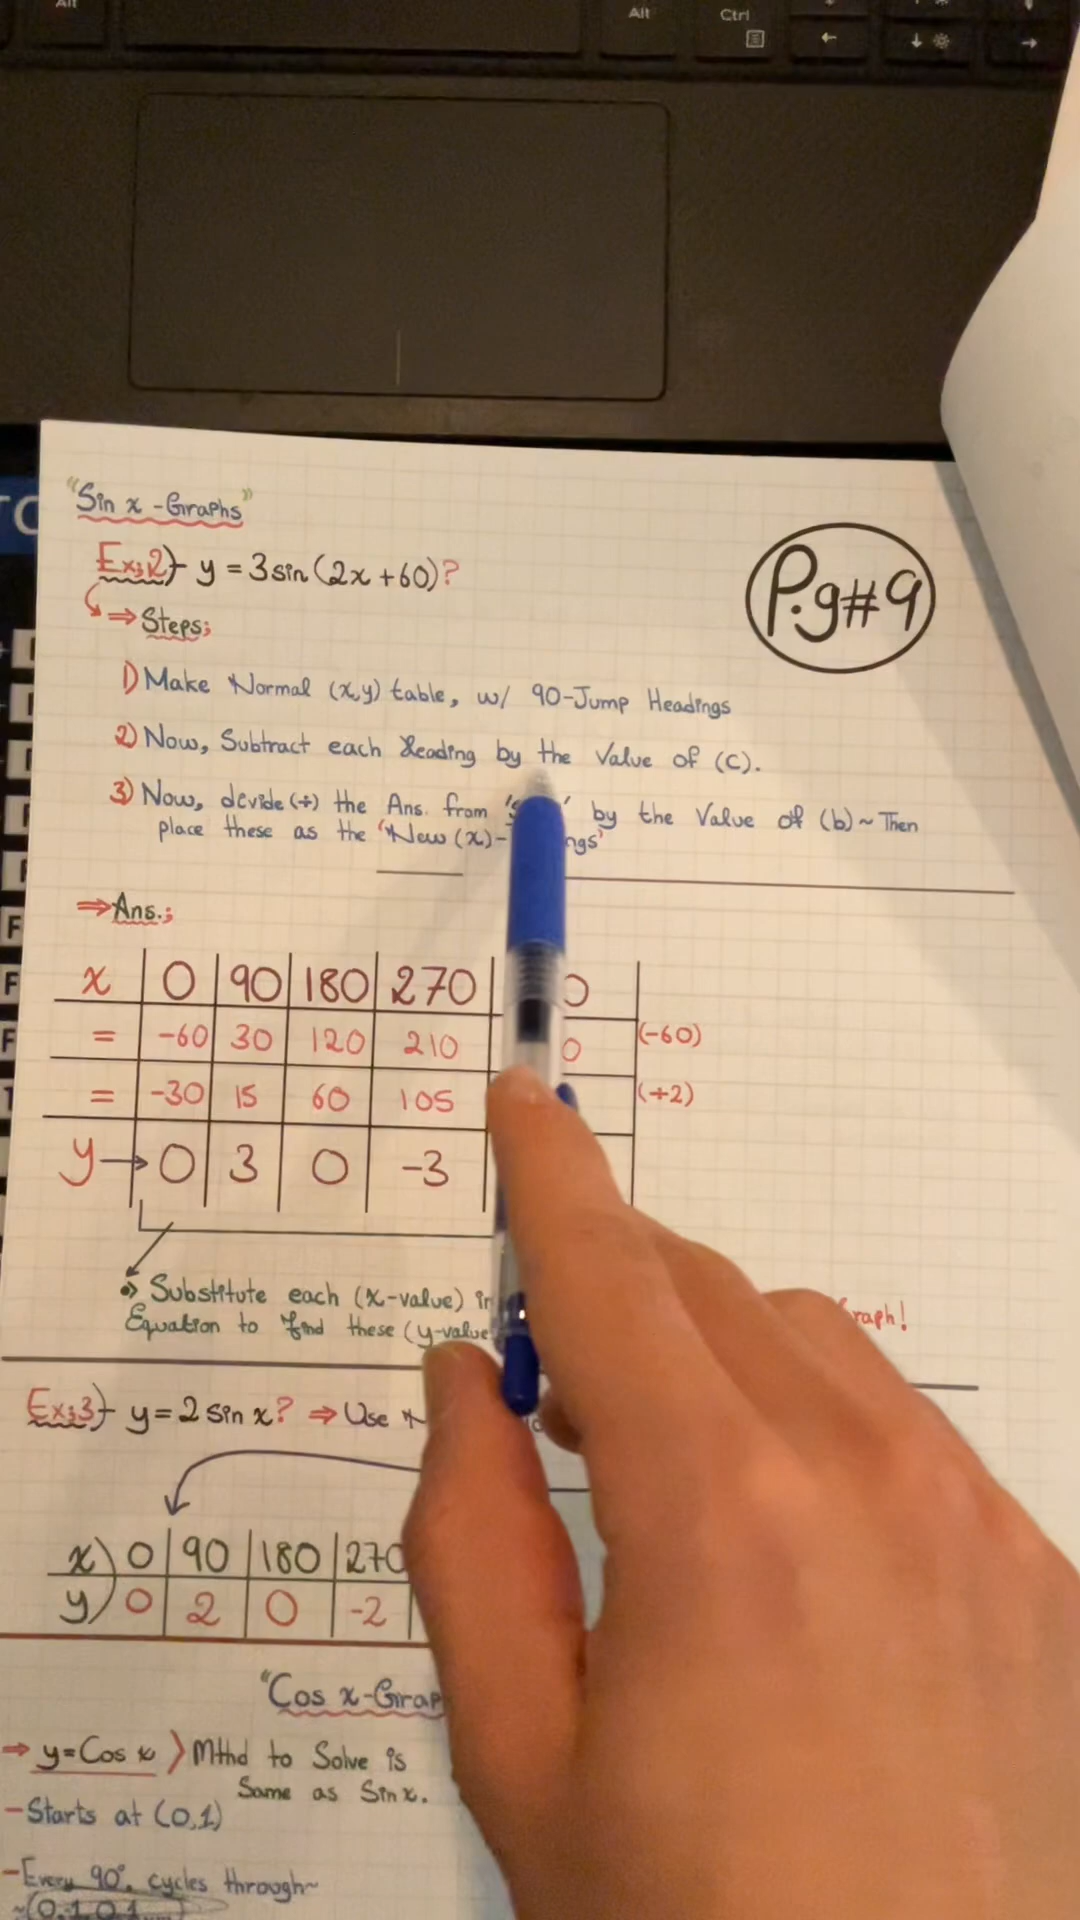 Alt
Alt
Ctrl
"Sin x -Graphs"
Ex;2)- y = 3sin(2x+60)?
P.g#9
⇒Steps;
1) Make Normal (x,y) table, w/ 90-Jump Headings
2) Now, Subtract each Heading by the Value of (C).
3) Now, devide(÷) the Ans. from by the Value of (b)~Then
place these as the 'New (x)-
⇒Ans.;
x 0 90 180 270
= -60 30 120 210 (-60)
= -30 15 60 105 (÷2)
y→ 0 3 0 -3
Substitute each (x-value)
Equation to find these (y-value
Ex;3)- y=2 sin x? ⇒ Use
x) 0 90 180 270
y) 0 2 0 -2
"Cos x-
⇒ y=Cos x > Mthd to Solve is
Same as Sin x.
-Starts at (0,1)
-Every 90°, cycles through~